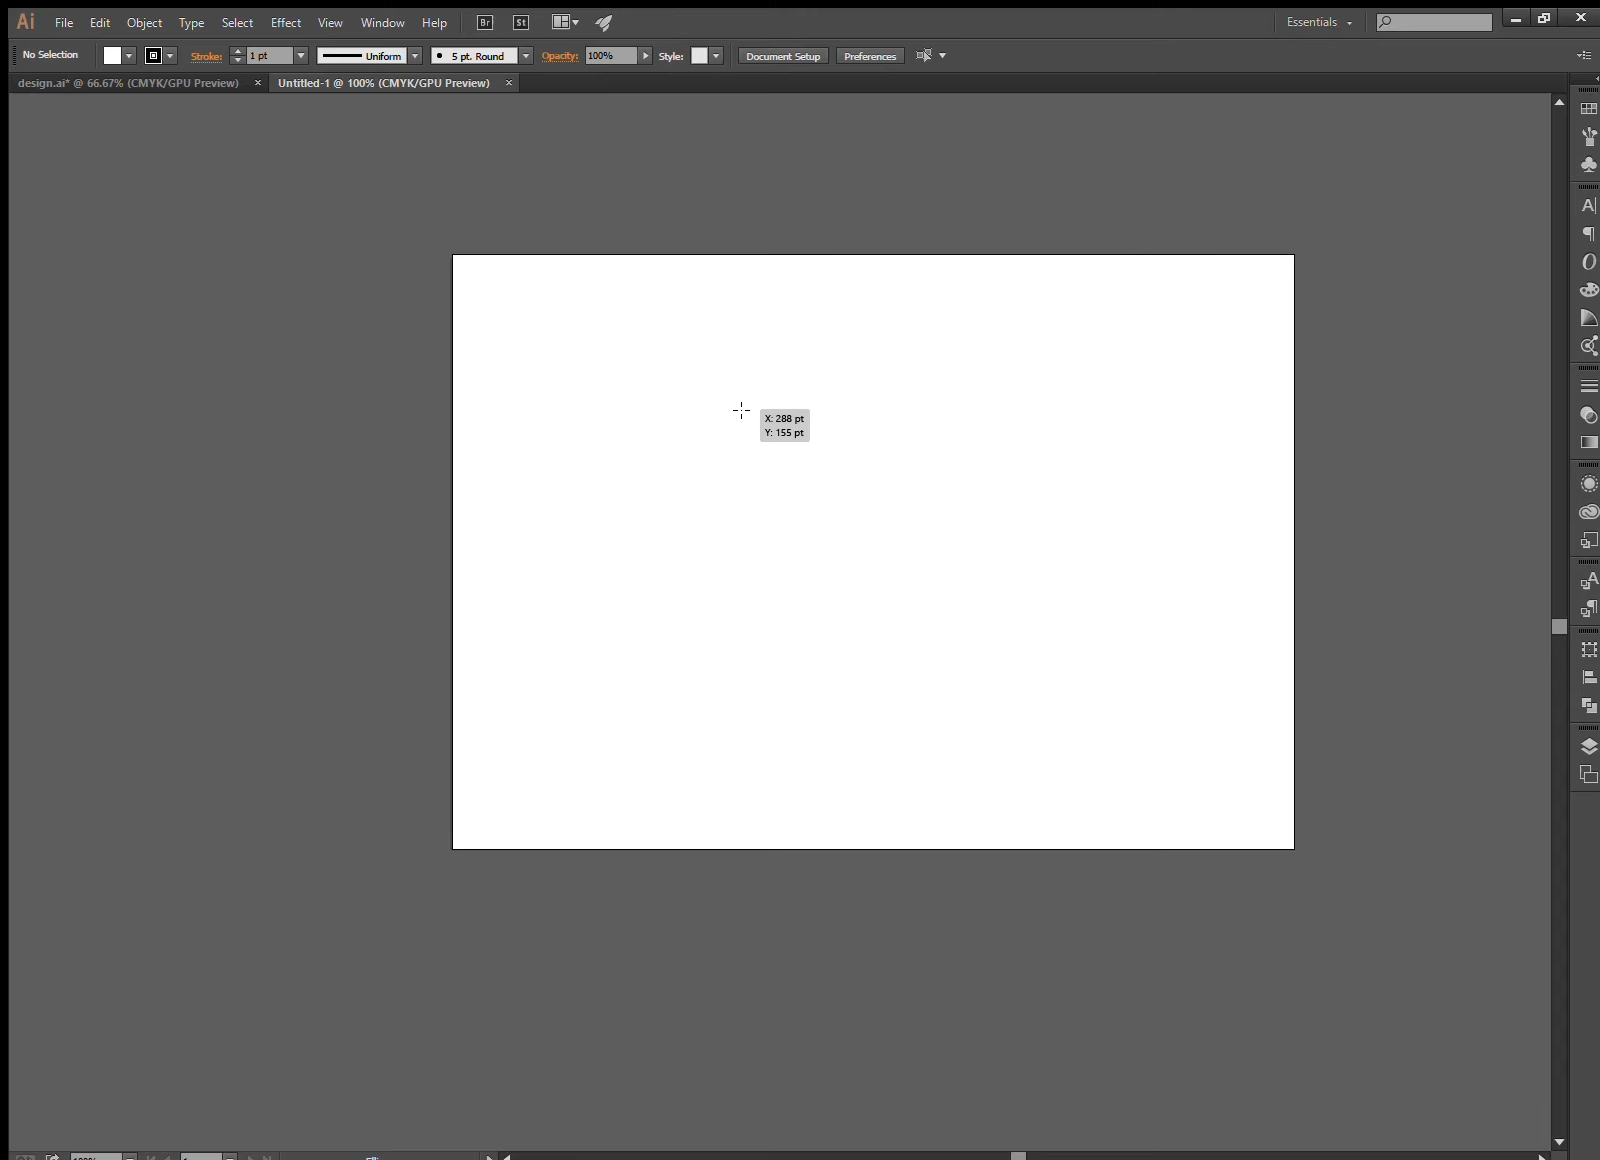 Ai File Edit Object Type Select Effect View Window Help Br St Essentials
No Selection Stroke: 1 pt Uniform 5 pt. Round Opacity: 100% Style: Document Setup Preferences
design.ai* @ 66.67% (CMYK/GPU Preview) × Untitled-1 @ 100% (CMYK/GPU Preview) ×
X: 288 pt
Y: 155 pt